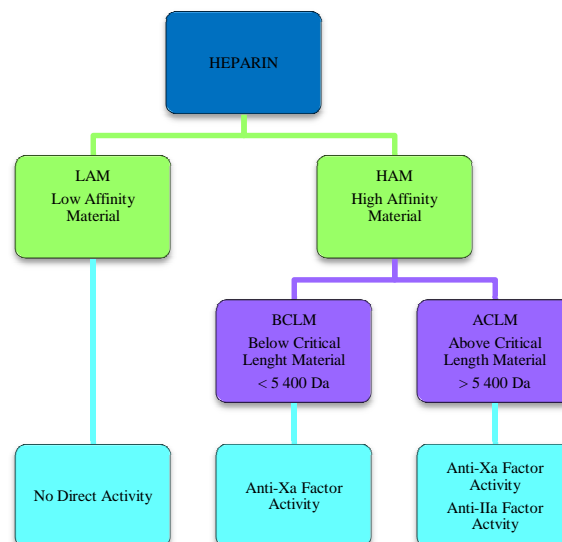 HEPARIN
LAM
Low Affinity
Material
HAM
High Affinity
Material
BCLM
Below Critical
Lenght Material
< 5 400 Da
ACLM
Above Critical
Length Material
> 5 400 Da
No Direct Activity
Anti-Xa Factor
Activity
Anti-Xa Factor
Activity
Anti-IIa Factor
Actvity